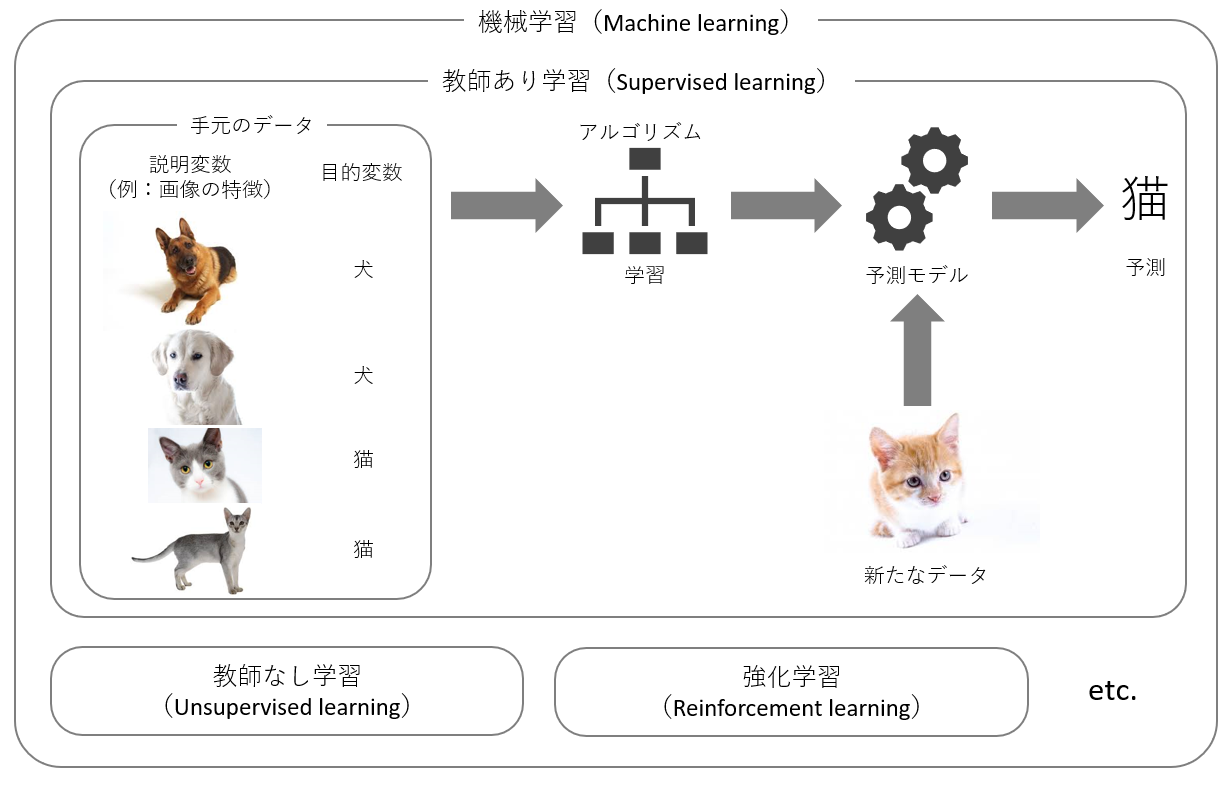 機械学習（Machine learning）
教師あり学習（Supervised learning）
手元のデータ
説明変数
（例：画像の特徴）
目的変数
犬
犬
猫
猫
アルゴリズム
学習
予測モデル
猫
予測
新たなデータ
教師なし学習
（Unsupervised learning）
強化学習
（Reinforcement learning）
etc.